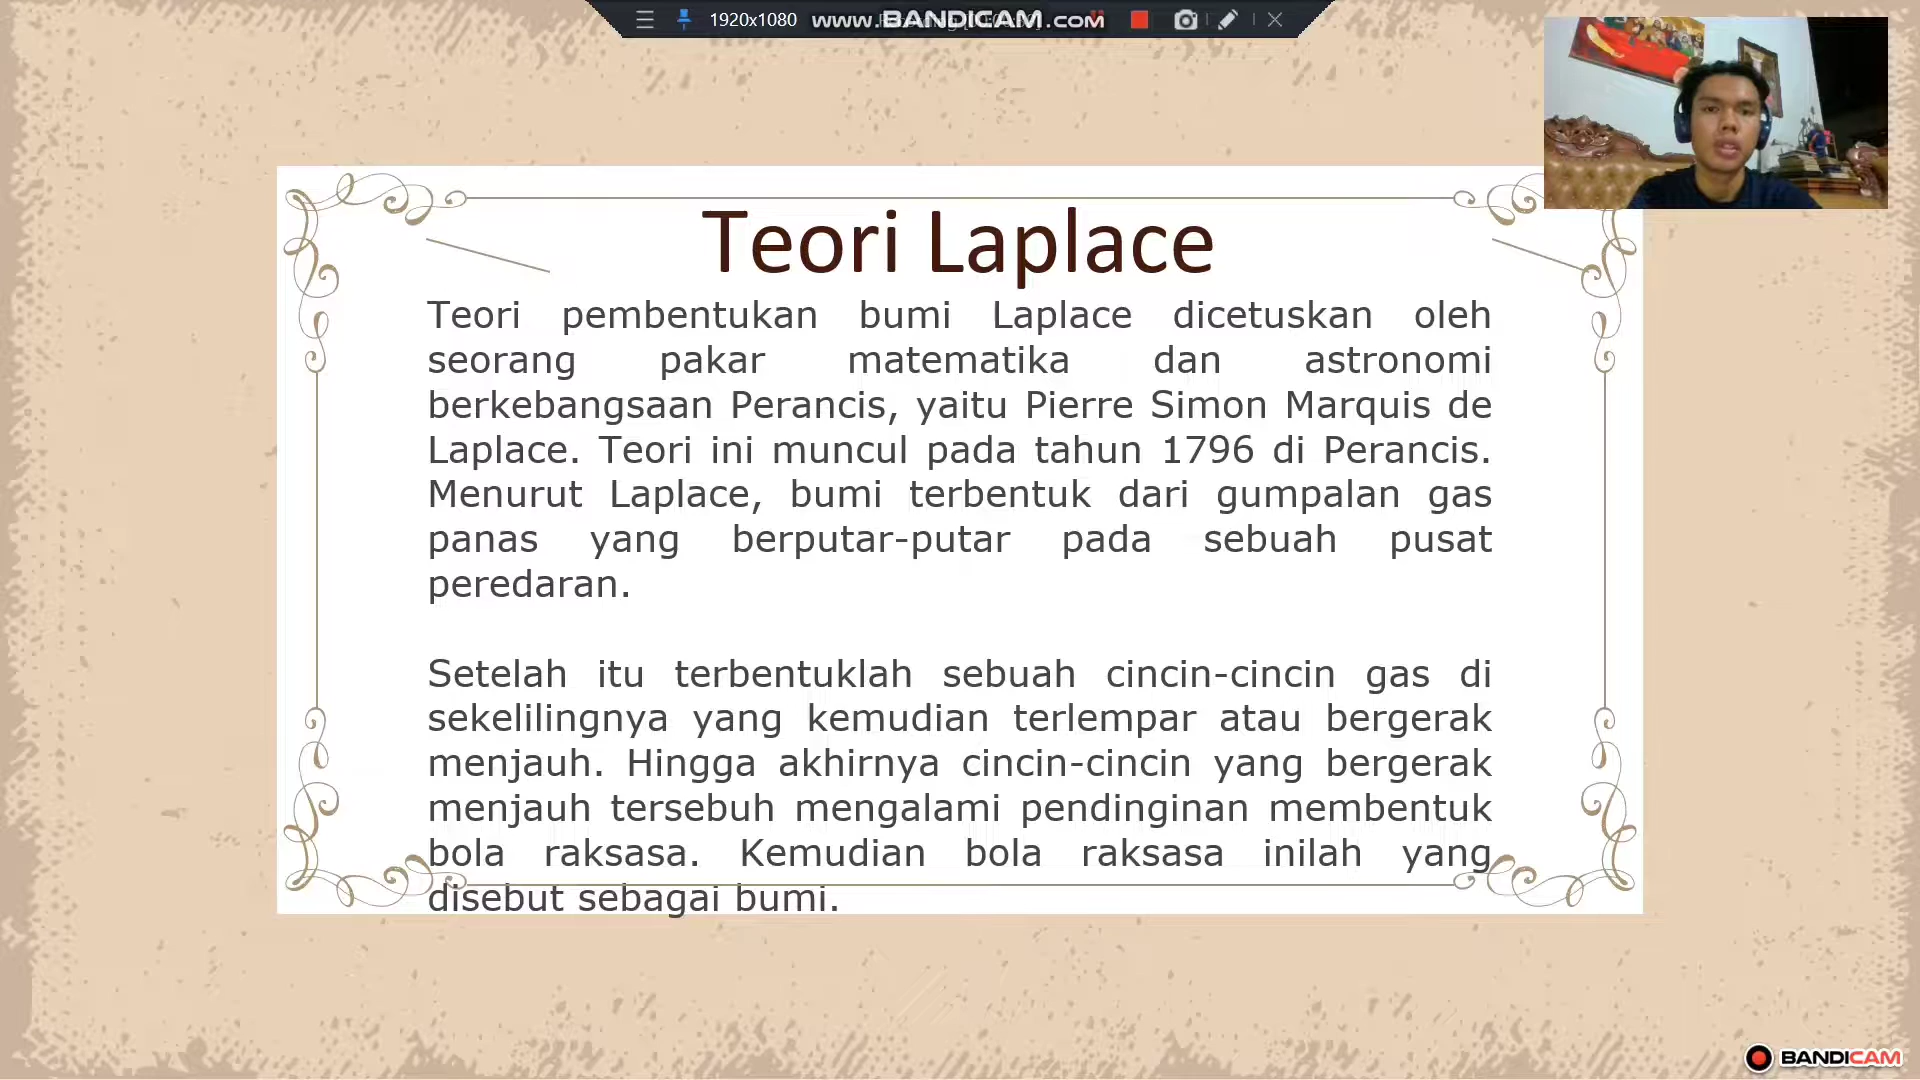 1920x1080
www.BANDICAM.COM
Teori Laplace
Teori pembentukan bumi Laplace dicetuskan oleh
seorang pakar matematika dan astronomi
berkebangsaan Perancis, yaitu Pierre Simon Marquis de
Laplace. Teori ini muncul pada tahun 1796 di Perancis.
Menurut Laplace, bumi terbentuk dari gumpalan gas
panas yang berputar-putar pada sebuah pusat
peredaran.
Setelah itu terbentuklah sebuah cincin-cincin gas di
sekelilingnya yang kemudian terlempar atau bergerak
menjauh. Hingga akhirnya cincin-cincin yang bergerak
menjauh tersebuh mengalami pendinginan membentuk
bola raksasa. Kemudian bola raksasa inilah yang
disebut sebagai bumi.
BANDICAM